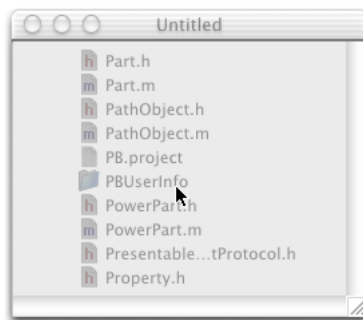 Untitled
h Part.h
m Part.m
h PathObject.h
m PathObject.m
PB.project
PBUserInfo
h PowerPart.h
m PowerPart.m
h Presentable...tProtocol.h
h Property.h